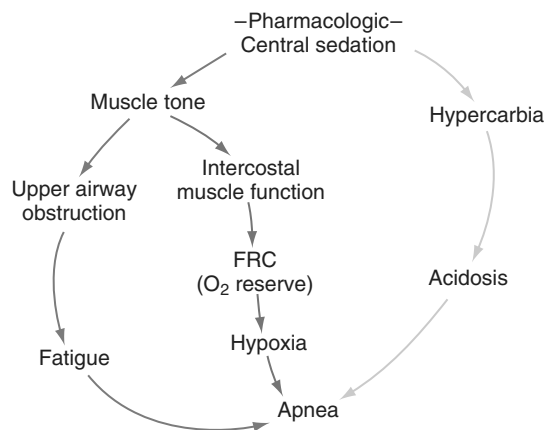 –Pharmacologic–
Central sedation
Muscle tone
Hypercarbia
Upper airway
obstruction
Intercostal
muscle function
FRC
(O₂ reserve)
Acidosis
Fatigue
Hypoxia
Apnea